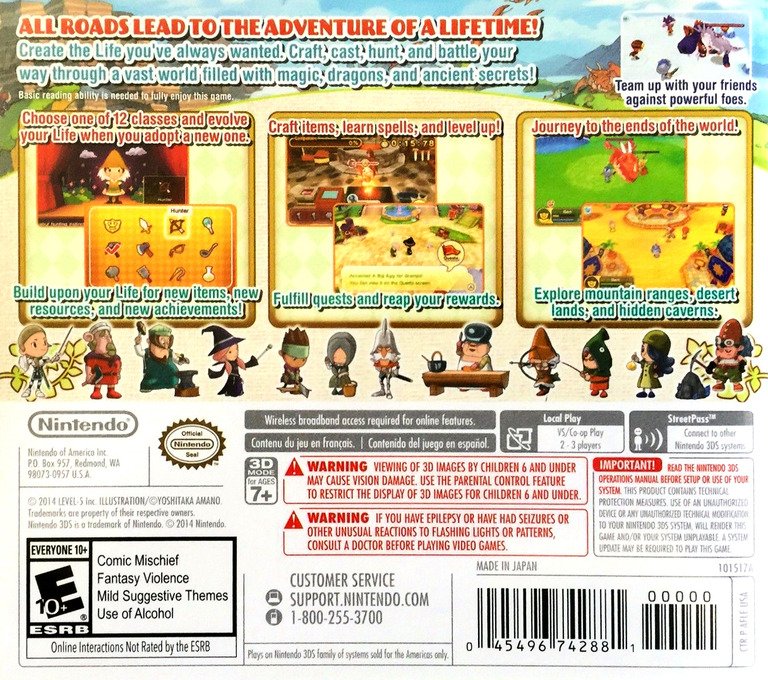 ALL ROADS LEAD TO THE ADVENTURE OF A LIFETIME!
Create the Life you've always wanted. Craft, cast, hunt, and battle your
way through a vast world filled with magic, dragons, and ancient secrets!
Basic reading ability is needed to fully enjoy this game.
Team up with your friends
against powerful foes.
Choose one of 12 classes and evolve
your Life when you adopt a new one.
Hunter
Hunter
Build upon your Life for new items, new
resources, and new achievements!
Craft items, learn spells, and level up!
0:15.78
Quests
You can view it on the Quests screen
Fulfill quests and reap your rewards.
Journey to the ends of the world.
Explore mountain ranges, desert
lands, and hidden caverns.
Nintendo®
Nintendo of America Inc.
P.O. Box 957, Redmond, WA
98073-0957 U.S.A.
Official
Nintendo
Seal
Wireless broadband access required for online features.
Contenu du jeu en français. | Contenido del juego en español.
Local Play
VS/Co-op Play
2 - 3 players
StreetPass™
Connect to other
Nintendo 3DS systems
© 2014 LEVEL-5 Inc. ILLUSTRATION/©YOSHITAKA AMANO.
Trademarks are property of their respective owners.
Nintendo 3DS is a trademark of Nintendo. © 2014 Nintendo.
3D
MODE
for AGES
7+
WARNING VIEWING OF 3D IMAGES BY CHILDREN 6 AND UNDER
MAY CAUSE VISION DAMAGE. USE THE PARENTAL CONTROL FEATURE
TO RESTRICT THE DISPLAY OF 3D IMAGES FOR CHILDREN 6 AND UNDER.
WARNING IF YOU HAVE EPILEPSY OR HAVE HAD SEIZURES OR
OTHER UNUSUAL REACTIONS TO FLASHING LIGHTS OR PATTERNS,
CONSULT A DOCTOR BEFORE PLAYING VIDEO GAMES.
IMPORTANT! READ THE NINTENDO 3DS
OPERATIONS MANUAL BEFORE SETUP OR USE OF YOUR
SYSTEM. THIS PRODUCT CONTAINS TECHNICAL
PROTECTION MEASURES. USE OF AN UNAUTHORIZED
DEVICE OR ANY UNAUTHORIZED TECHNICAL MODIFICATION
TO YOUR NINTENDO 3DS SYSTEM, WILL RENDER THIS
GAME AND/OR YOUR SYSTEM UNPLAYABLE. A SYSTEM
UPDATE MAY BE REQUIRED TO PLAY THIS GAME.
EVERYONE 10+
E
10+
®
ESRB
Comic Mischief
Fantasy Violence
Mild Suggestive Themes
Use of Alcohol
Online Interactions Not Rated by the ESRB
CUSTOMER SERVICE
SUPPORT.NINTENDO.COM
1-800-255-3700
Plays on Nintendo 3DS family of systems sold for the Americas only.
MADE IN JAPAN
101517A
00000
0 45496 74288 1
CTR P AFLE USA